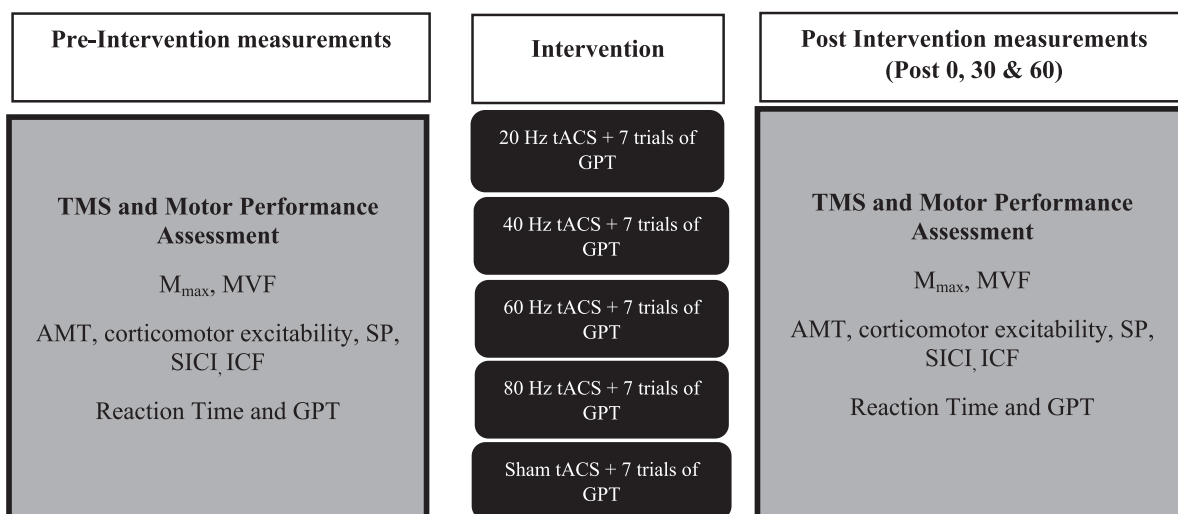 Pre-Intervention measurements
TMS and Motor Performance
Assessment
Mmax, MVF
AMT, corticomotor excitability, SP,
SICI, ICF
Reaction Time and GPT
Intervention
20 Hz tACS + 7 trials of
GPT
40 Hz tACS + 7 trials of
GPT
60 Hz tACS + 7 trials of
GPT
80 Hz tACS + 7 trials of
GPT
Sham tACS + 7 trials of
GPT
Post Intervention measurements
(Post 0, 30 & 60)
TMS and Motor Performance
Assessment
Mmax, MVF
AMT, corticomotor excitability, SP,
SICI, ICF
Reaction Time and GPT